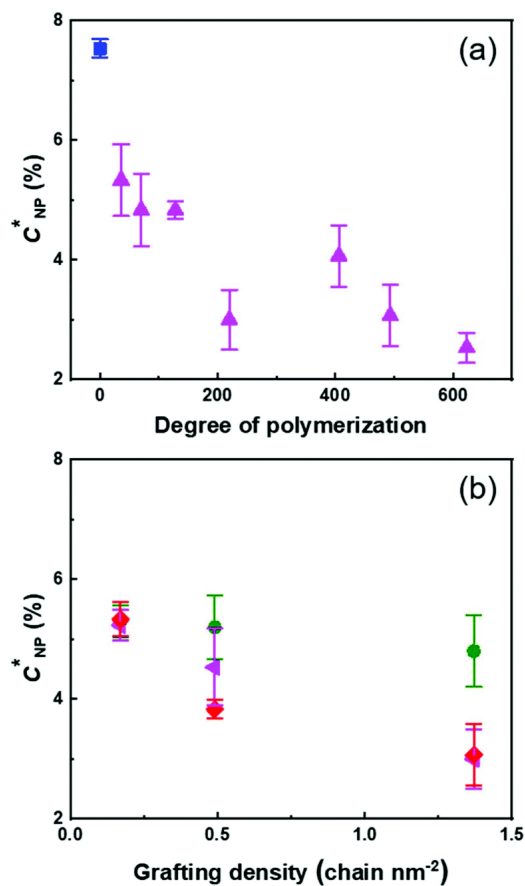 (a)
8
6
4
2
C*NP (%)
0 200 400 600
Degree of polymerization
(b)
8
6
4
2
C*NP (%)
0.0 0.5 1.0 1.5
Grafting density (chain nm-2)